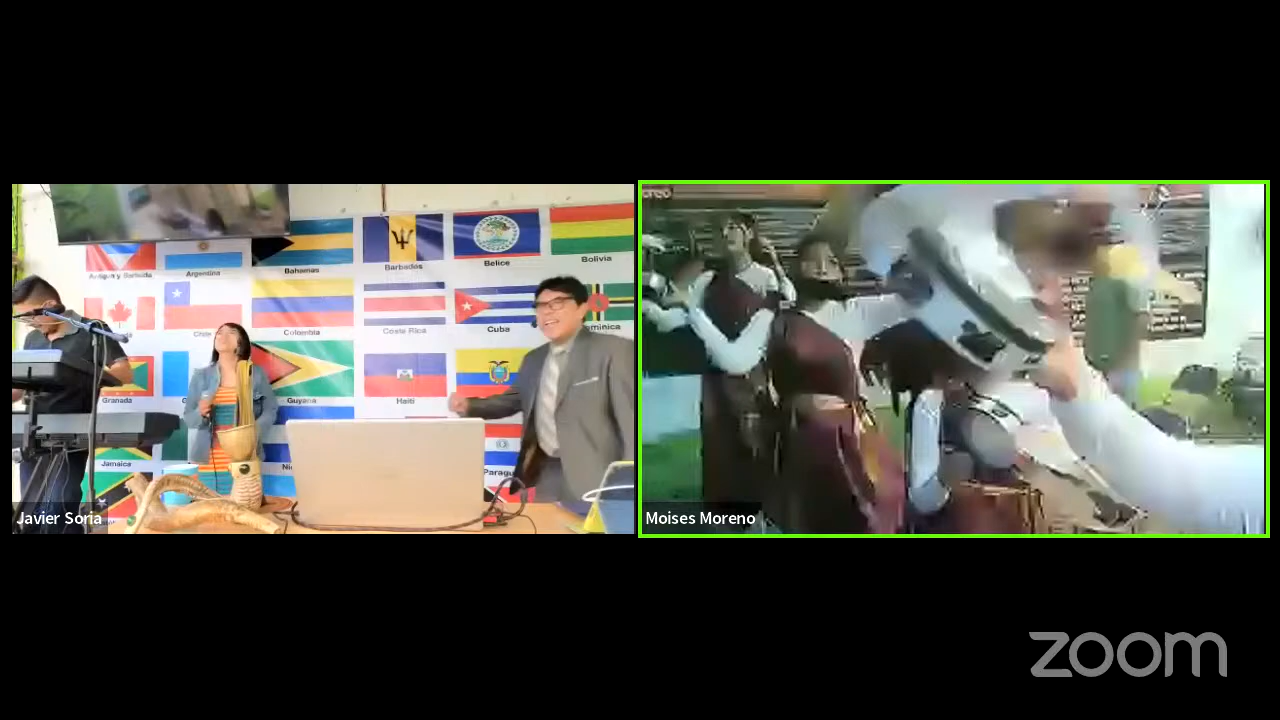 Antigua y Barbuda
Argentina
Bahamas
Barbados
Belice
Bolivia
Chile
Colombia
Costa Rica
Cuba
Dominica
Granada
Guyana
Haití
Jamaica
Paragu
Javier Soria
Moises Moreno
zoom